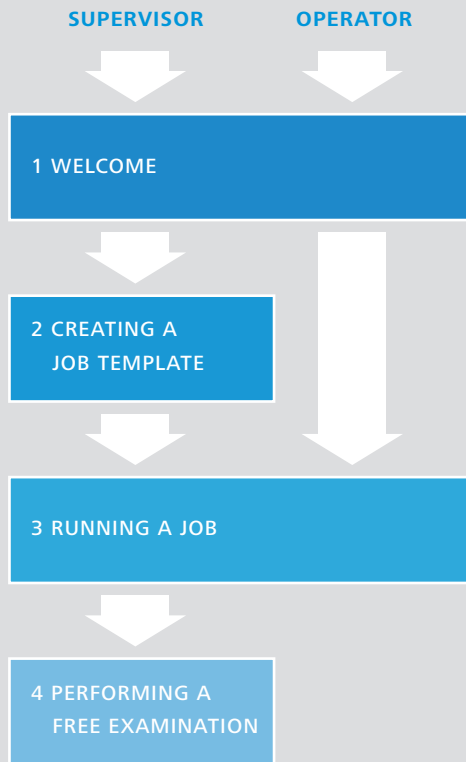 SUPERVISOR OPERATOR
1 WELCOME
2 CREATING A
JOB TEMPLATE
3 RUNNING A JOB
4 PERFORMING A
FREE EXAMINATION